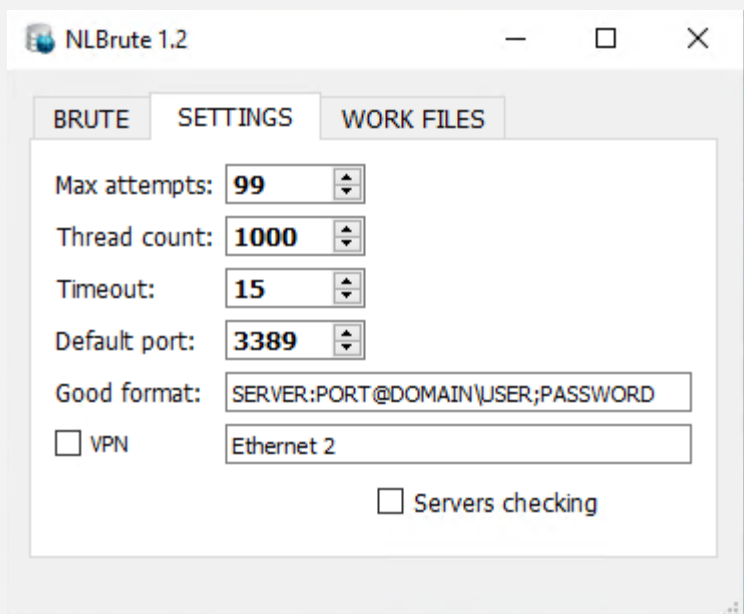 NLBrute 1.2
BRUTE SETTINGS WORK FILES
Max attempts: 99
Thread count: 1000
Timeout: 15
Default port: 3389
Good format: SERVER:PORT@DOMAIN\USER;PASSWORD
VPN Ethernet 2
Servers checking